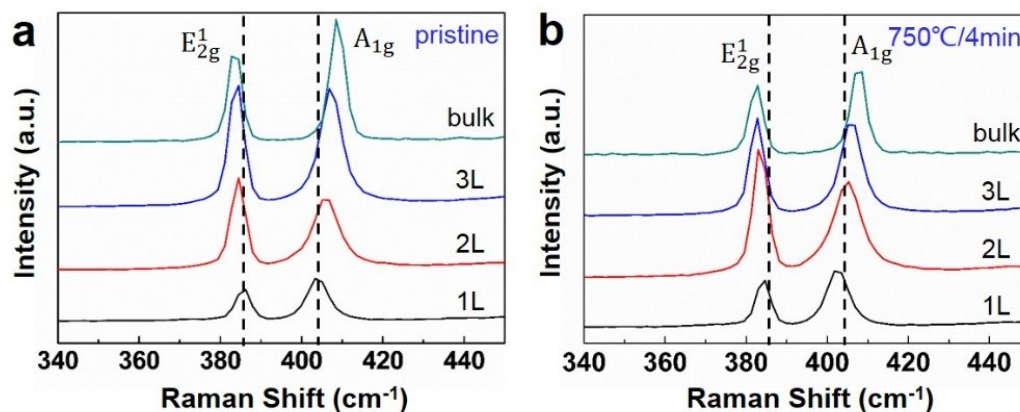 a
E¹₂g
A₁g
pristine
bulk
3L
2L
1L
Intensity (a.u.)
340 360 380 400 420 440
Raman Shift (cm⁻¹)
b
E¹₂g
A₁g
750℃/4min
bulk
3L
2L
1L
Intensity (a.u.)
340 360 380 400 420 440
Raman Shift (cm⁻¹)